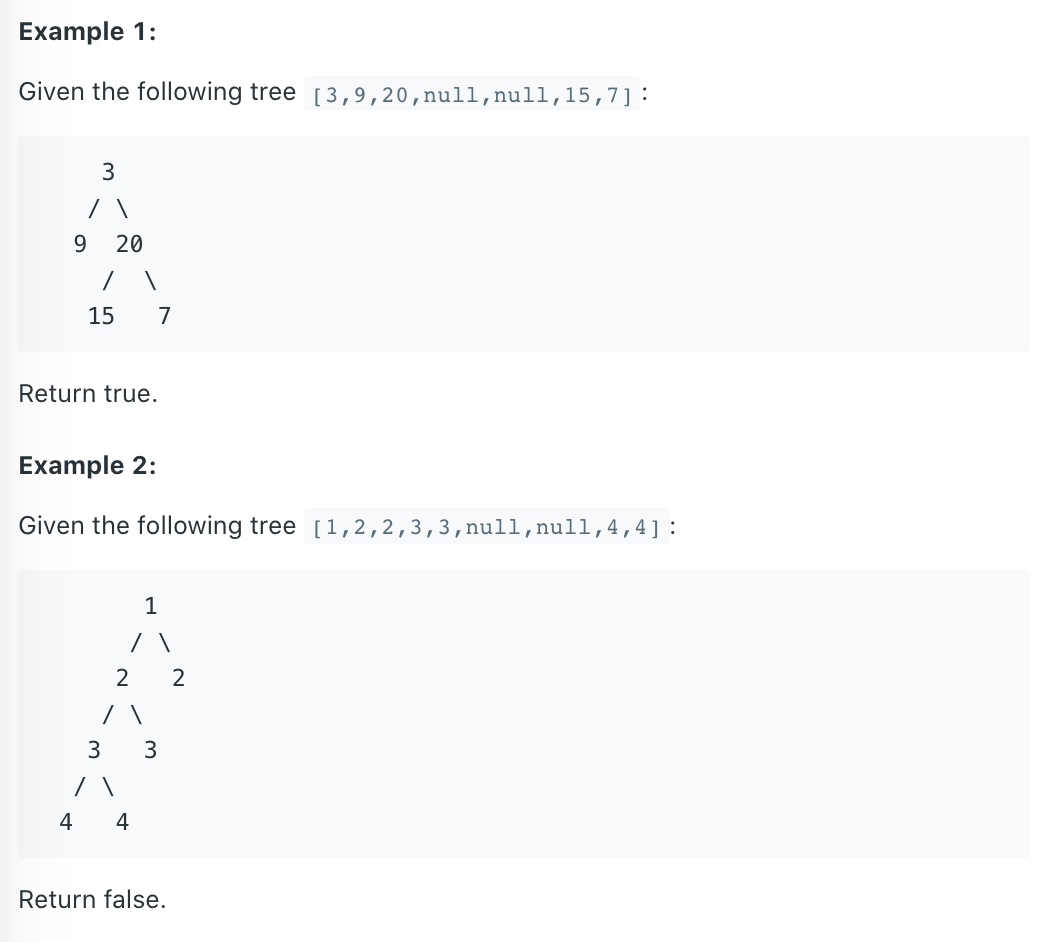 Example 1:
Given the following tree [3,9,20,null,null,15,7]:
    3
   / \
  9  20
    /  \
   15   7
Return true.
Example 2:
Given the following tree [1,2,2,3,3,null,null,4,4]:
       1
      / \
     2   2
    / \
   3   3
  / \
 4   4
Return false.